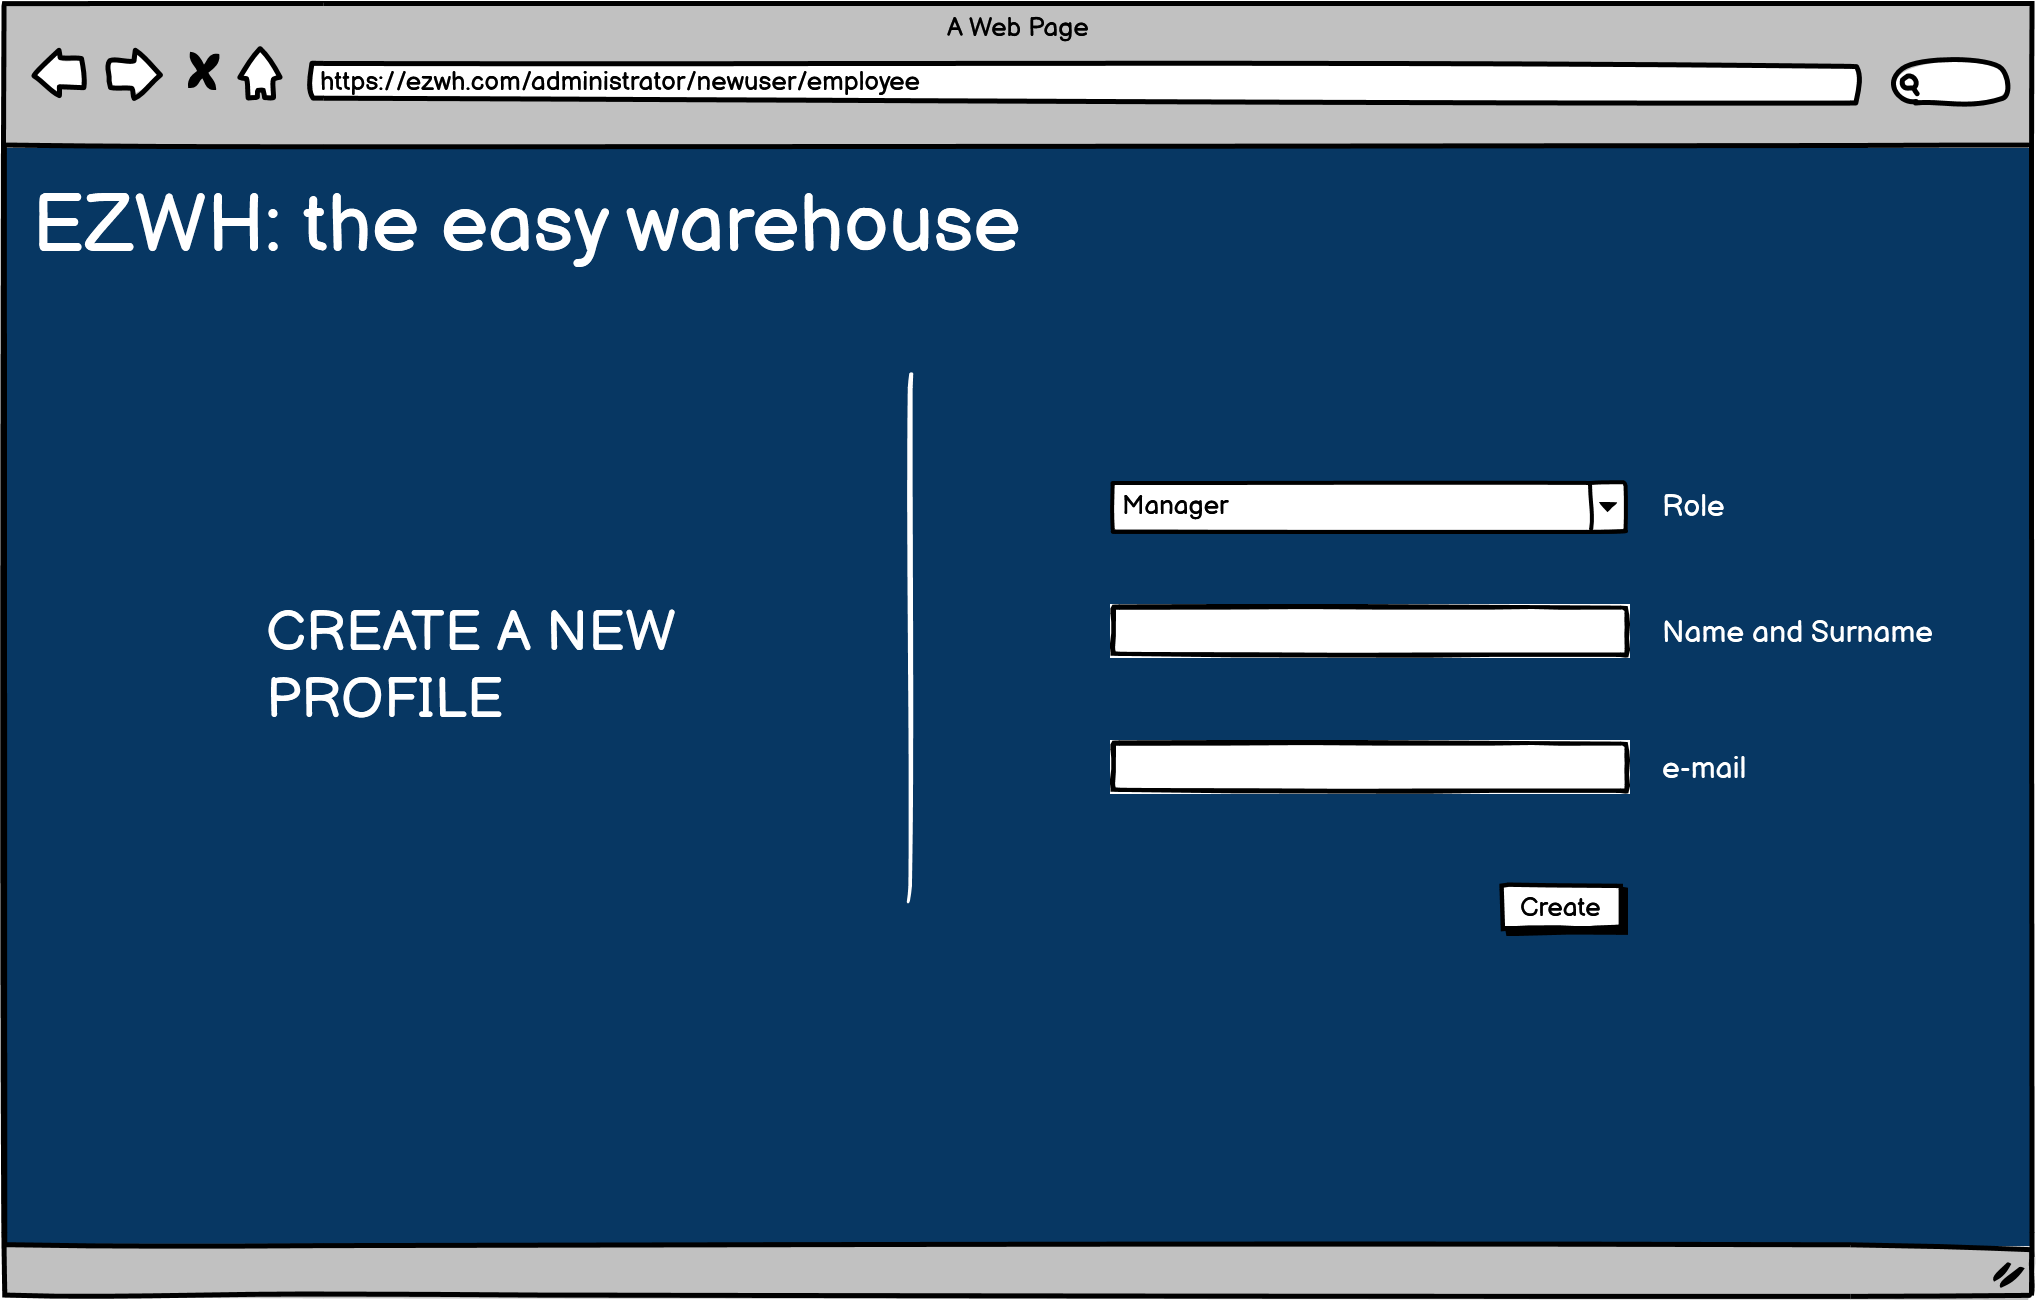 A Web Page
https://ezwh.com/administrator/newuser/employee
EZWH: the easy warehouse
CREATE A NEW
PROFILE
Manager
Role
Name and Surname
e-mail
Create